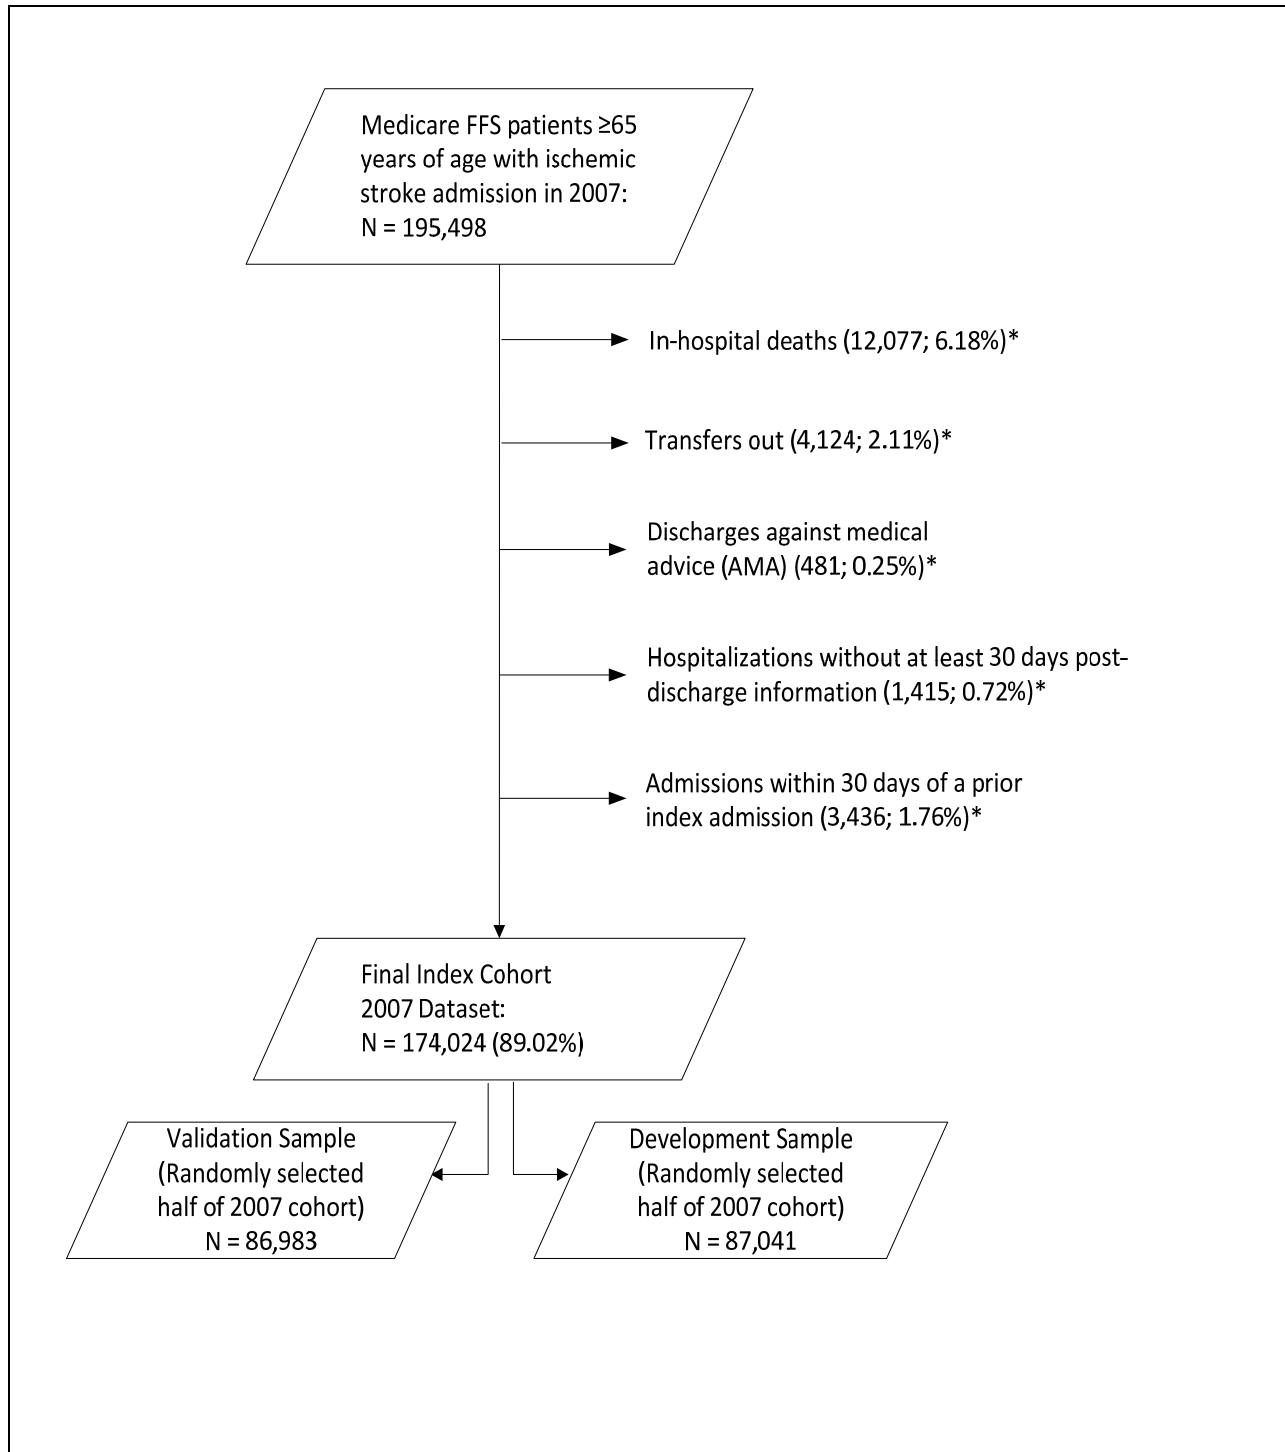 Medicare FFS patients ≥65
years of age with ischemic
stroke admission in 2007:
N = 195,498
In-hospital deaths (12,077; 6.18%)*
Transfers out (4,124; 2.11%)*
Discharges against medical
advice (AMA) (481; 0.25%)*
Hospitalizations without at least 30 days post-
discharge information (1,415; 0.72%)*
Admissions within 30 days of a prior
index admission (3,436; 1.76%)*
Final Index Cohort
2007 Dataset:
N = 174,024 (89.02%)
Validation Sample
(Randomly selected
half of 2007 cohort)
N = 86,983
Development Sample
(Randomly selected
half of 2007 cohort)
N = 87,041